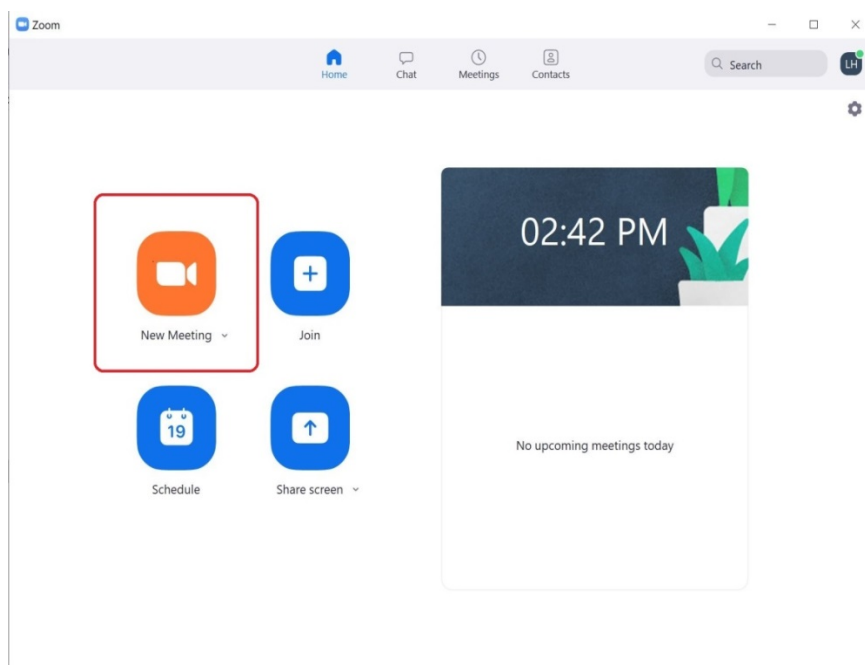 Zoom
Home
Chat
Meetings
Contacts
Search
LH
02:42 PM
New Meeting
Join
19
Schedule
Share screen
No upcoming meetings today